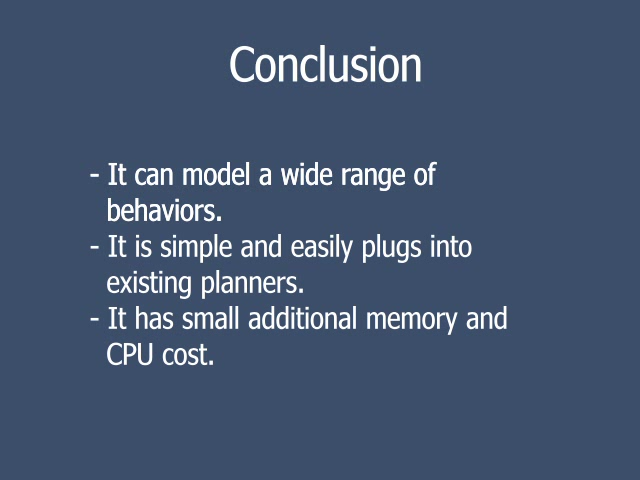 Conclusion
- It can model a wide range of
behaviors.
- It is simple and easily plugs into
existing planners.
- It has small additional memory and
CPU cost.